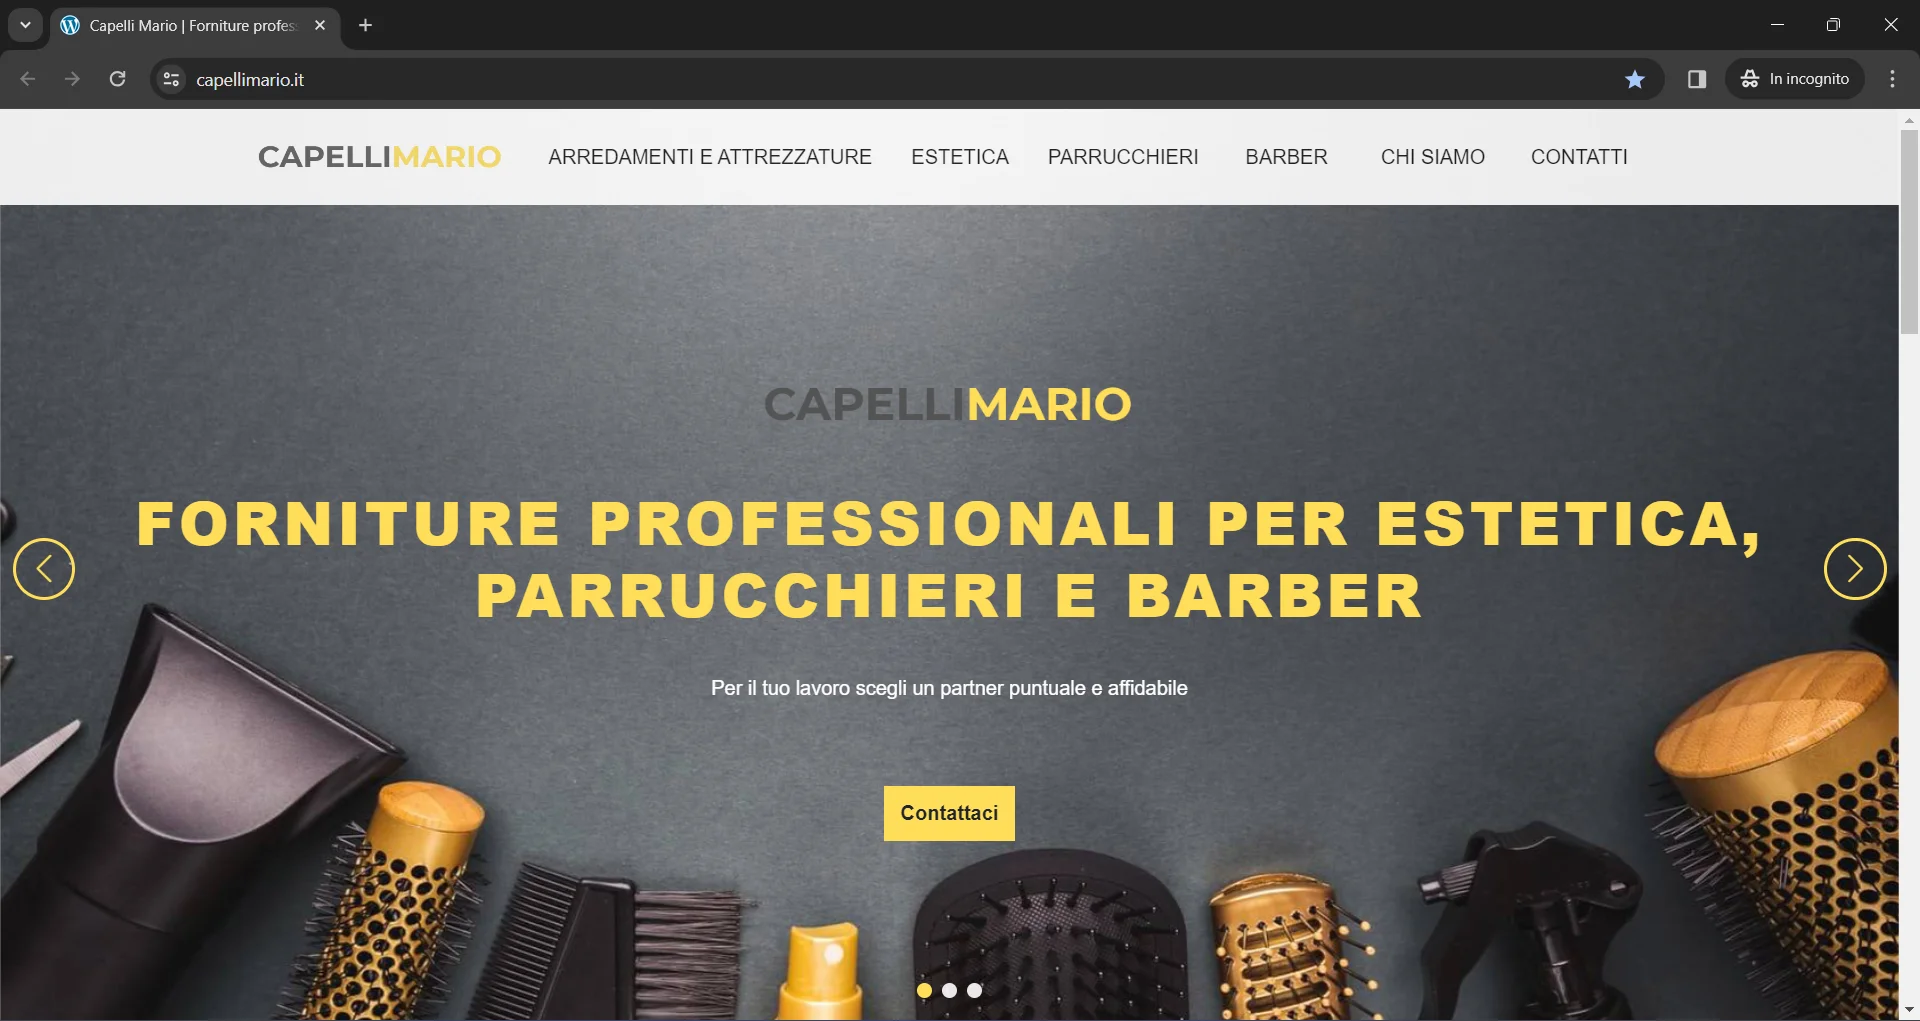 Capelli Mario | Forniture profes
capellimario.it
In incognito
CAPELLIMARIO
ARREDAMENTI E ATTREZZATURE
ESTETICA
PARRUCCHIERI
BARBER
CHI SIAMO
CONTATTI
CAPELLIMARIO
FORNITURE PROFESSIONALI PER ESTETICA,
PARRUCCHIERI E BARBER
Per il tuo lavoro scegli un partner puntuale e affidabile
Contattaci